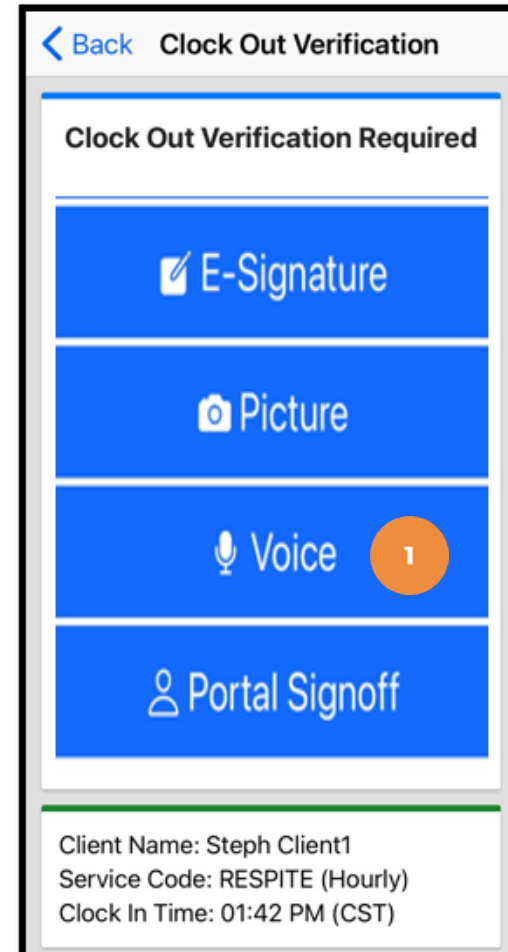 Back Clock Out Verification
Clock Out Verification Required
E-Signature
Picture
Voice 1
Portal Signoff
Client Name: Steph Client1
Service Code: RESPITE (Hourly)
Clock In Time: 01:42 PM (CST)